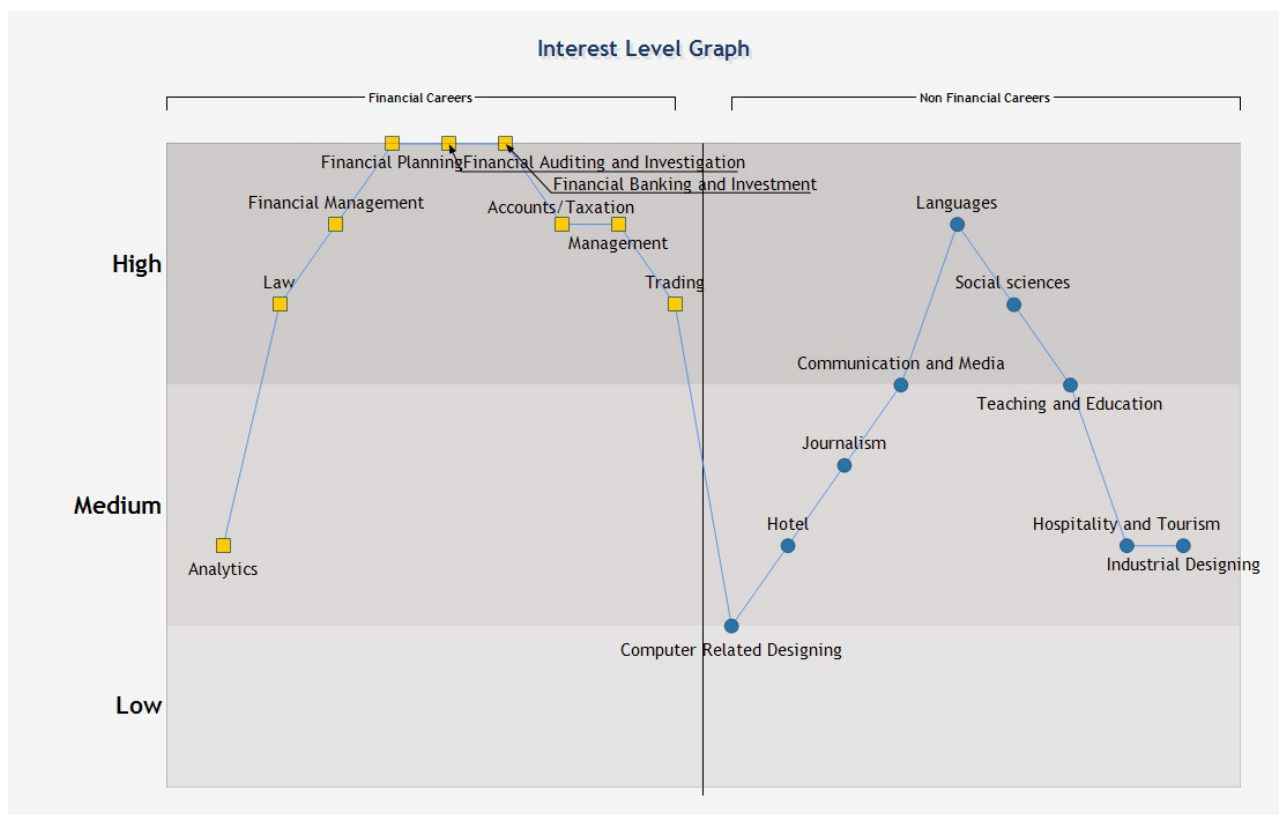 Interest Level Graph
Financial Careers
Non Financial Careers
Financial Planning
Financial Auditing and Investigation
Financial Banking and Investment
Financial Management
Accounts/Taxation
Languages
Management
High
Law
Trading
Social sciences
Communication and Media
Teaching and Education
Journalism
Medium
Hotel
Hospitality and Tourism
Analytics
Industrial Designing
Computer Related Designing
Low